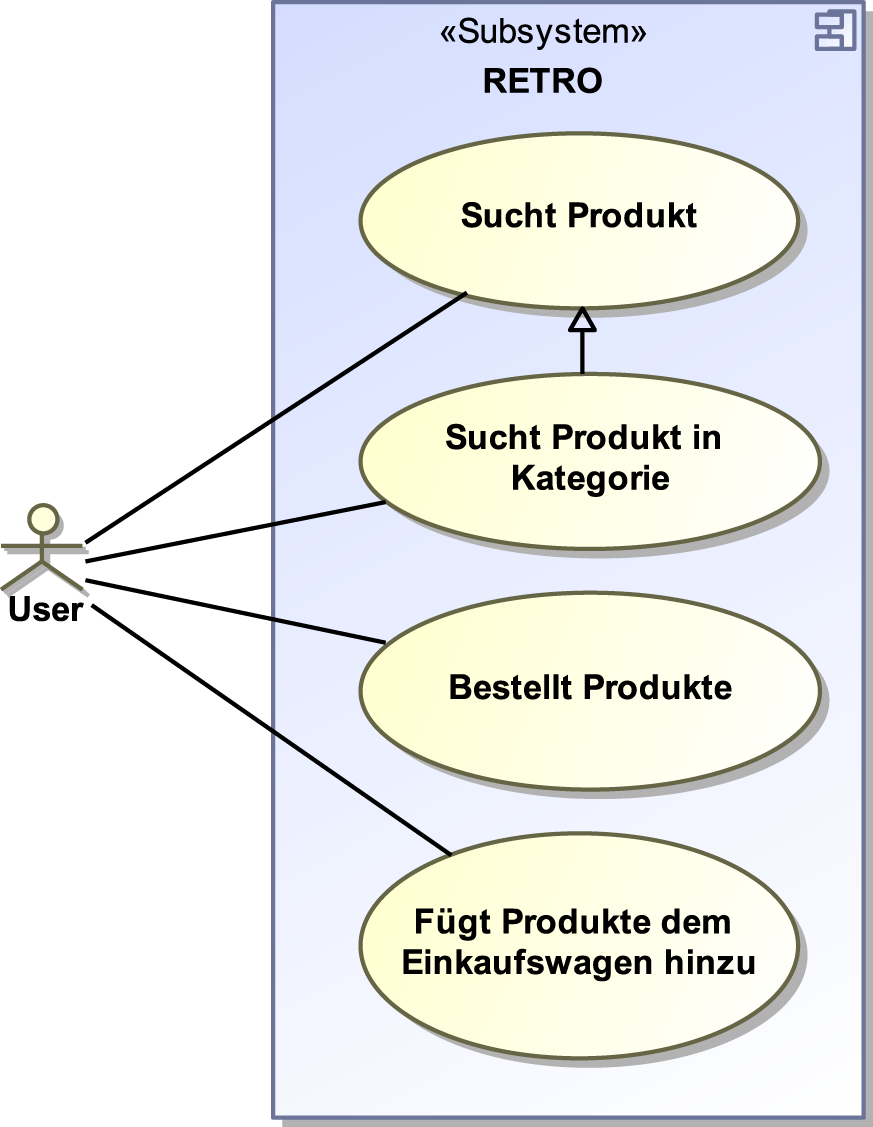 «Subsystem»
RETRO
Sucht Produkt
Sucht Produkt in
Kategorie
User
Bestellt Produkte
Fügt Produkte dem
Einkaufswagen hinzu